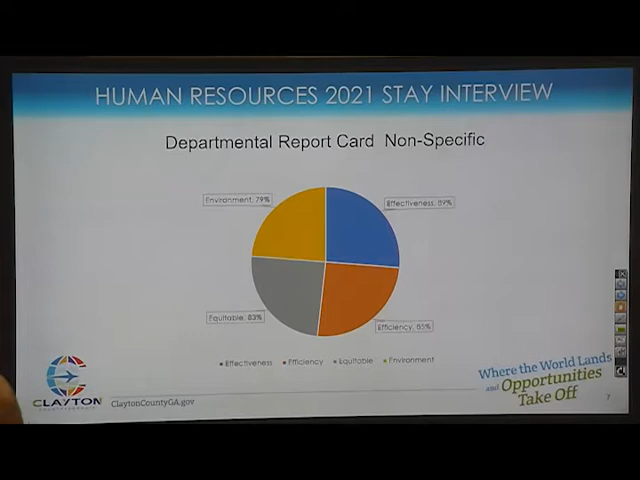 HUMAN RESOURCES 2021 STAY INTERVIEW
Departmental Report Card Non-Specific
Environment, 79%
Effectiveness, 89%
Equitable, 83%
Efficiency, 85%
Effectiveness Efficiency Equitable Environment
CLAYTON
ClaytonCountyGA.gov
Where the World Lands
and Opportunities
Take Off
7